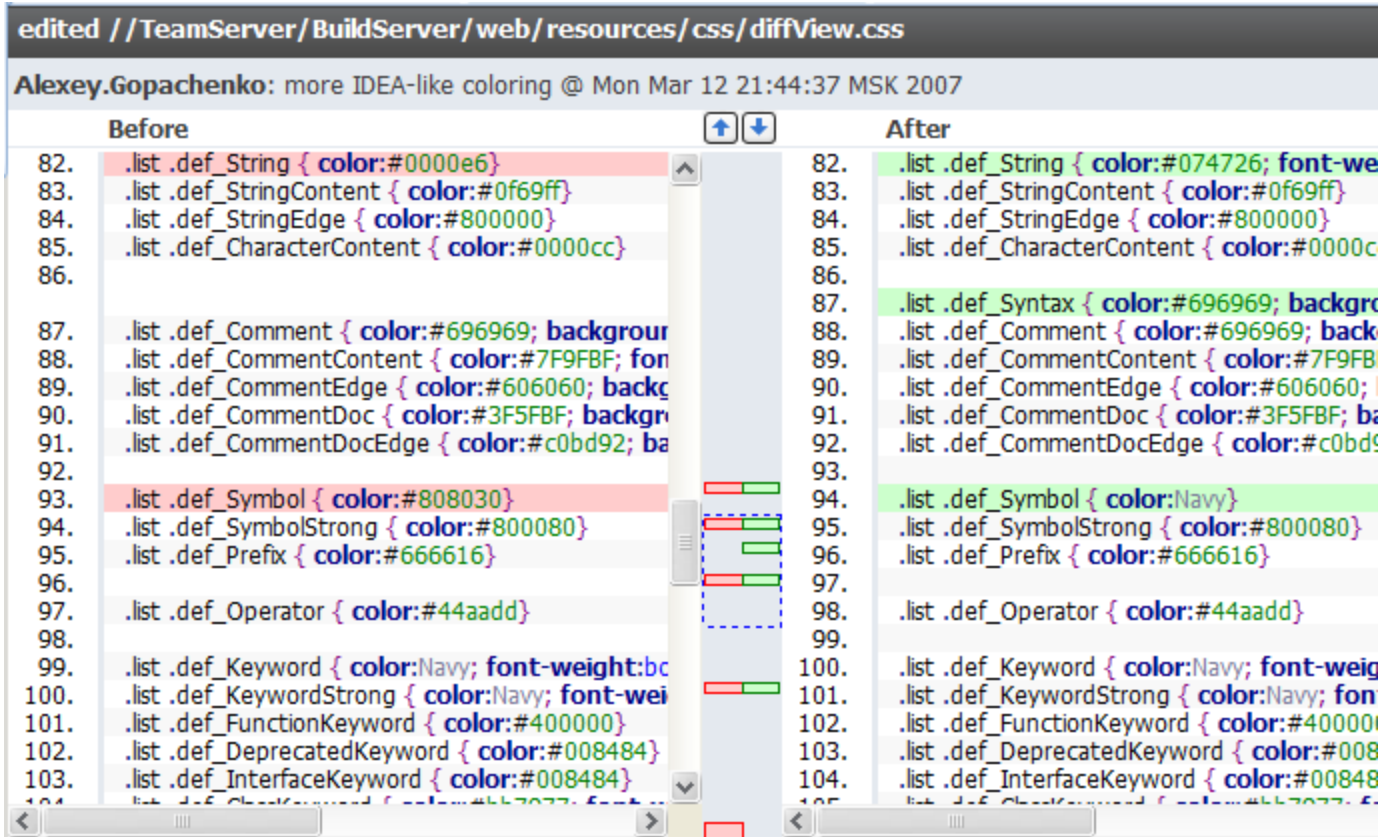 edited //TeamServer/BuildServer/web/resources/css/diffView.css
Alexey.Gopachenko: more IDEA-like coloring @ Mon Mar 12 21:44:37 MSK 2007
Before
82. .list .def_String { color:#0000e6}
83. .list .def_StringContent { color:#0f69ff}
84. .list .def_StringEdge { color:#800000}
85. .list .def_CharacterContent { color:#0000cc}
86.
87. .list .def_Comment { color:#696969; backgroun
88. .list .def_CommentContent { color:#7F9FBF; fon
89. .list .def_CommentEdge { color:#606060; backg
90. .list .def_CommentDoc { color:#3F5FBF; backgr
91. .list .def_CommentDocEdge { color:#c0bd92; ba
92.
93. .list .def_Symbol { color:#808030}
94. .list .def_SymbolStrong { color:#800080}
95. .list .def_Prefix { color:#666616}
96.
97. .list .def_Operator { color:#44aadd}
98.
99. .list .def_Keyword { color:Navy; font-weight:bo
100. .list .def_KeywordStrong { color:Navy; font-wei
101. .list .def_FunctionKeyword { color:#400000}
102. .list .def_DeprecatedKeyword { color:#008484}
103. .list .def_InterfaceKeyword { color:#008484}
After
82. .list .def_String { color:#074726; font-we
83. .list .def_StringContent { color:#0f69ff}
84. .list .def_StringEdge { color:#800000}
85. .list .def_CharacterContent { color:#0000c
86.
87. .list .def_Syntax { color:#696969; backgro
88. .list .def_Comment { color:#696969; back
89. .list .def_CommentContent { color:#7F9FB
90. .list .def_CommentEdge { color:#606060;
91. .list .def_CommentDoc { color:#3F5FBF; ba
92. .list .def_CommentDocEdge { color:#c0bd9
93.
94. .list .def_Symbol { color:Navy}
95. .list .def_SymbolStrong { color:#800080}
96. .list .def_Prefix { color:#666616}
97.
98. .list .def_Operator { color:#44aadd}
99.
100. .list .def_Keyword { color:Navy; font-weig
101. .list .def_KeywordStrong { color:Navy; fon
102. .list .def_FunctionKeyword { color:#40000
103. .list .def_DeprecatedKeyword { color:#008
104. .list .def_InterfaceKeyword { color:#00848